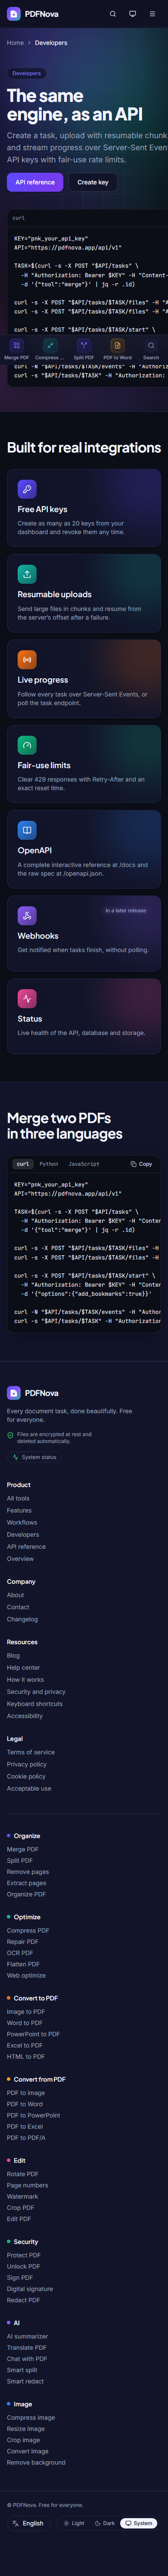 PDFNova
Home > Developers
Developers
The same
engine, as an API
Create a task, upload with resumable chunks,
stream progress over Server-Sent Events.
API keys with fair-use limits.
API reference
Create key
curl
KEY="pnk_your_api_key"
API="https://pdfnova.app/api/v1"
TASK=$(curl -s -X POST "$API/tasks" \
-H "Authorization: Bearer $KEY" -H "Content-
-d '{"tool":"merge"}' | jq -r .id)
curl -s -X POST "$API/tasks/$TASK/files" -H "A
curl -s -X POST "$API/tasks/$TASK/files" -H "A
curl -s -X POST "$API/tasks/$TASK/start" \
Merge PDF
Compress ...
Split PDF
PDF to Word
Search
curl -N "$API/tasks/$TASK/events" -H "Authoriz
curl -s "$API/tasks/$TASK" -H "Authorization:
Built for real integrations
Free API keys
Create as many as 20 keys from your
dashboard and revoke them any time.
Resumable uploads
Send large files in chunks and resume from
the server's offset after a failure.
Live progress
Follow every task over Server-Sent Events, or
poll the task endpoint.
Fair-use limits
Clear 429 responses with Retry-After and an
exact reset time.
OpenAPI
A complete interactive reference at /docs and
the raw spec at /openapi.json.
In a later release
Webhooks
Get notified when tasks finish, without polling.
Status
Live health of the API, database and storage.
Merge two PDFs
in three languages
curl
Python
JavaScript
Copy
KEY="pnk_your_api_key"
API="https://pdfnova.app/api/v1"
TASK=$(curl -s -X POST "$API/tasks" \
-H "Authorization: Bearer $KEY" -H "Conten
-d '{"tool":"merge"}' | jq -r .id)
curl -s -X POST "$API/tasks/$TASK/files" -H
curl -s -X POST "$API/tasks/$TASK/files" -H
curl -s -X POST "$API/tasks/$TASK/start" \
-H "Authorization: Bearer $KEY" -H "Conten
-d '{"options":{"add_bookmarks":true}}'
curl -N "$API/tasks/$TASK/events" -H "Author
curl -s "$API/tasks/$TASK" -H "Authorization
PDFNova
Every document task, done beautifully. Free
for everyone.
Files are encrypted at rest and
deleted automatically.
System status
Product
All tools
Features
Workflows
Developers
API reference
Overview
Company
About
Contact
Changelog
Resources
Blog
Help center
How it works
Security and privacy
Keyboard shortcuts
Accessibility
Legal
Terms of service
Privacy policy
Cookie policy
Acceptable use
Organize
Merge PDF
Split PDF
Remove pages
Extract pages
Organize PDF
Optimize
Compress PDF
Repair PDF
OCR PDF
Flatten PDF
Web optimize
Convert to PDF
Image to PDF
Word to PDF
PowerPoint to PDF
Excel to PDF
HTML to PDF
Convert from PDF
PDF to image
PDF to Word
PDF to PowerPoint
PDF to Excel
PDF to PDF/A
Edit
Rotate PDF
Page numbers
Watermark
Crop PDF
Edit PDF
Security
Protect PDF
Unlock PDF
Sign PDF
Digital signature
Redact PDF
AI
AI summarizer
Translate PDF
Chat with PDF
Smart split
Smart redact
Image
Compress image
Resize image
Crop image
Convert image
Remove background
© PDFNova. Free for everyone.
English
Light
Dark
System